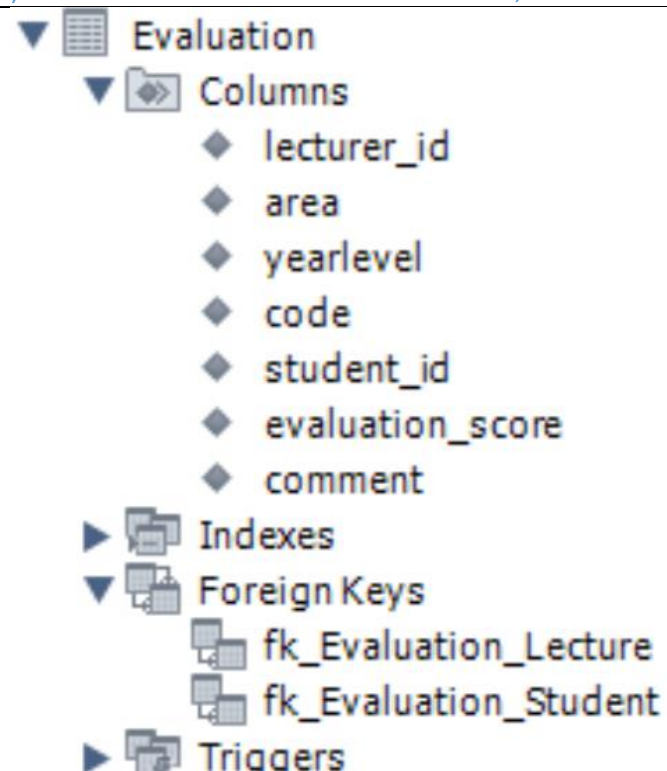 Evaluation
Columns
lecturer_id
area
yearlevel
code
student_id
evaluation_score
comment
Indexes
Foreign Keys
fk_Evaluation_Lecture
fk_Evaluation_Student
Triggers